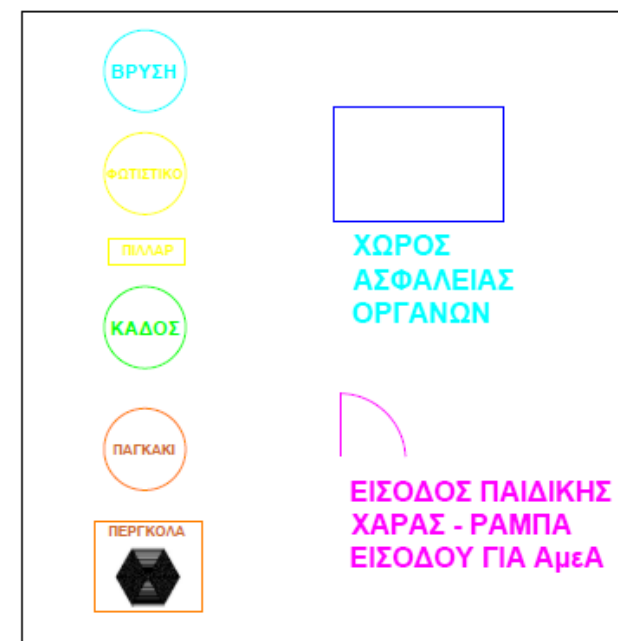 ΒΡΥΣΗ
ΦΩΤΙΣΤΙΚΟ
ΠΙΛΛΑΡ
ΚΑΔΟΣ
ΠΑΓΚΑΚΙ
ΠΕΡΓΚΟΛΑ
ΧΩΡΟΣ
ΑΣΦΑΛΕΙΑΣ
ΟΡΓΑΝΩΝ
ΕΙΣΟΔΟΣ ΠΑΙΔΙΚΗΣ
ΧΑΡΑΣ - ΡΑΜΠΑ
ΕΙΣΟΔΟΥ ΓΙΑ ΑμεΑ